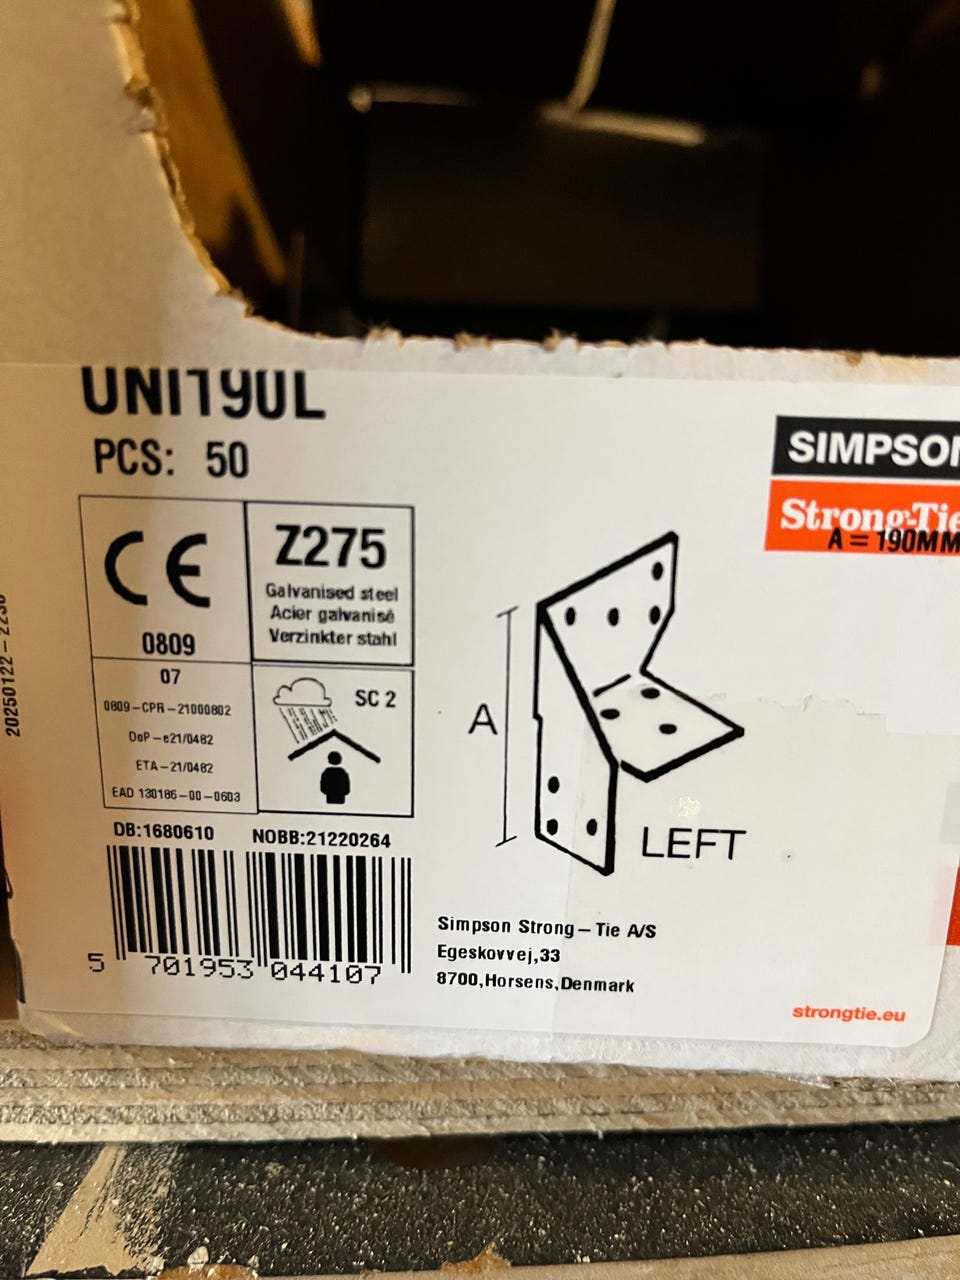 UNI190L
PCS: 50
SIMPSON
Strong-Tie
A = 190MM
CE
0809
Z275
Galvanised steel
Acier galvanisé
Verzinkter stahl
07
0809-CPR-21000802
DoP-e21/0482
ETA-21/0482
EAD 130186-00-0603
SC 2
A
LEFT
DB:1680610 NOBB:21220264
5 701953 044107
Simpson Strong-Tie A/S
Egeskovvej,33
8700,Horsens,Denmark
strongtie.eu